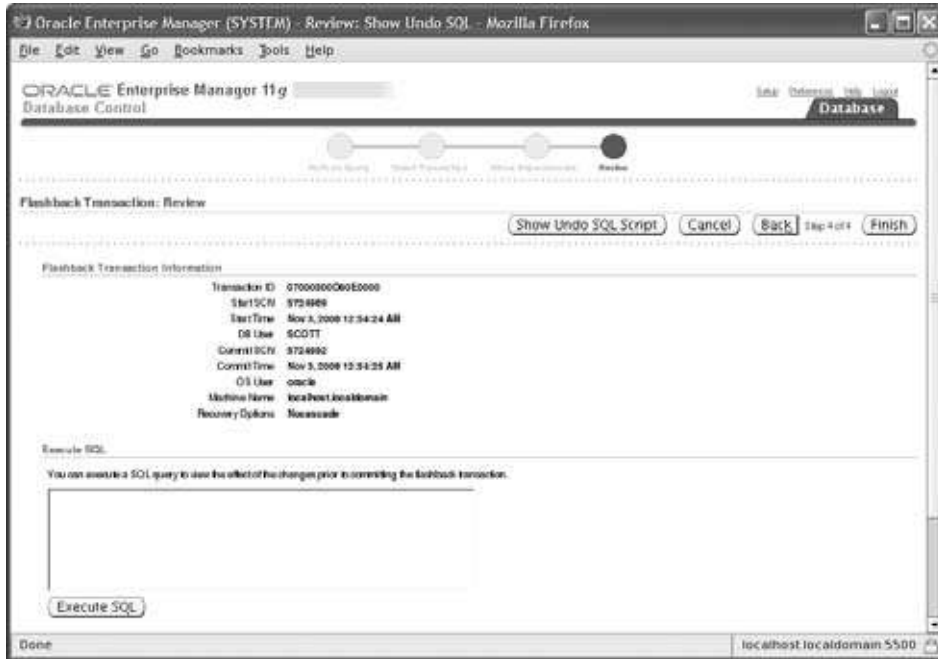 Oracle Enterprise Manager (SYSTEM) - Review: Show Undo SQL - Mozilla Firefox
File Edit View Go Bookmarks Tools Help
ORACLE Enterprise Manager 11g
Database Control
Setup Preferences Help Logout
Database
Review
Flashback Transaction: Review
Show Undo SQL Script Cancel Back Step 4 of 4 Finish
Flashback Transaction Information
Transaction ID
Start SCN
Start Time Nov 3, 2008 12:54:24 AM
DB User SCOTT
Commit SCN
Commit Time Nov 3, 2008 12:54:25 AM
OS User oracle
Machine Name localhost.localdomain
Recovery Options Nocascade
Execute SQL
You can execute a SQL query to view the effect of the changes prior to committing the flashback transaction.
Execute SQL
Done localhost.localdomain:5500